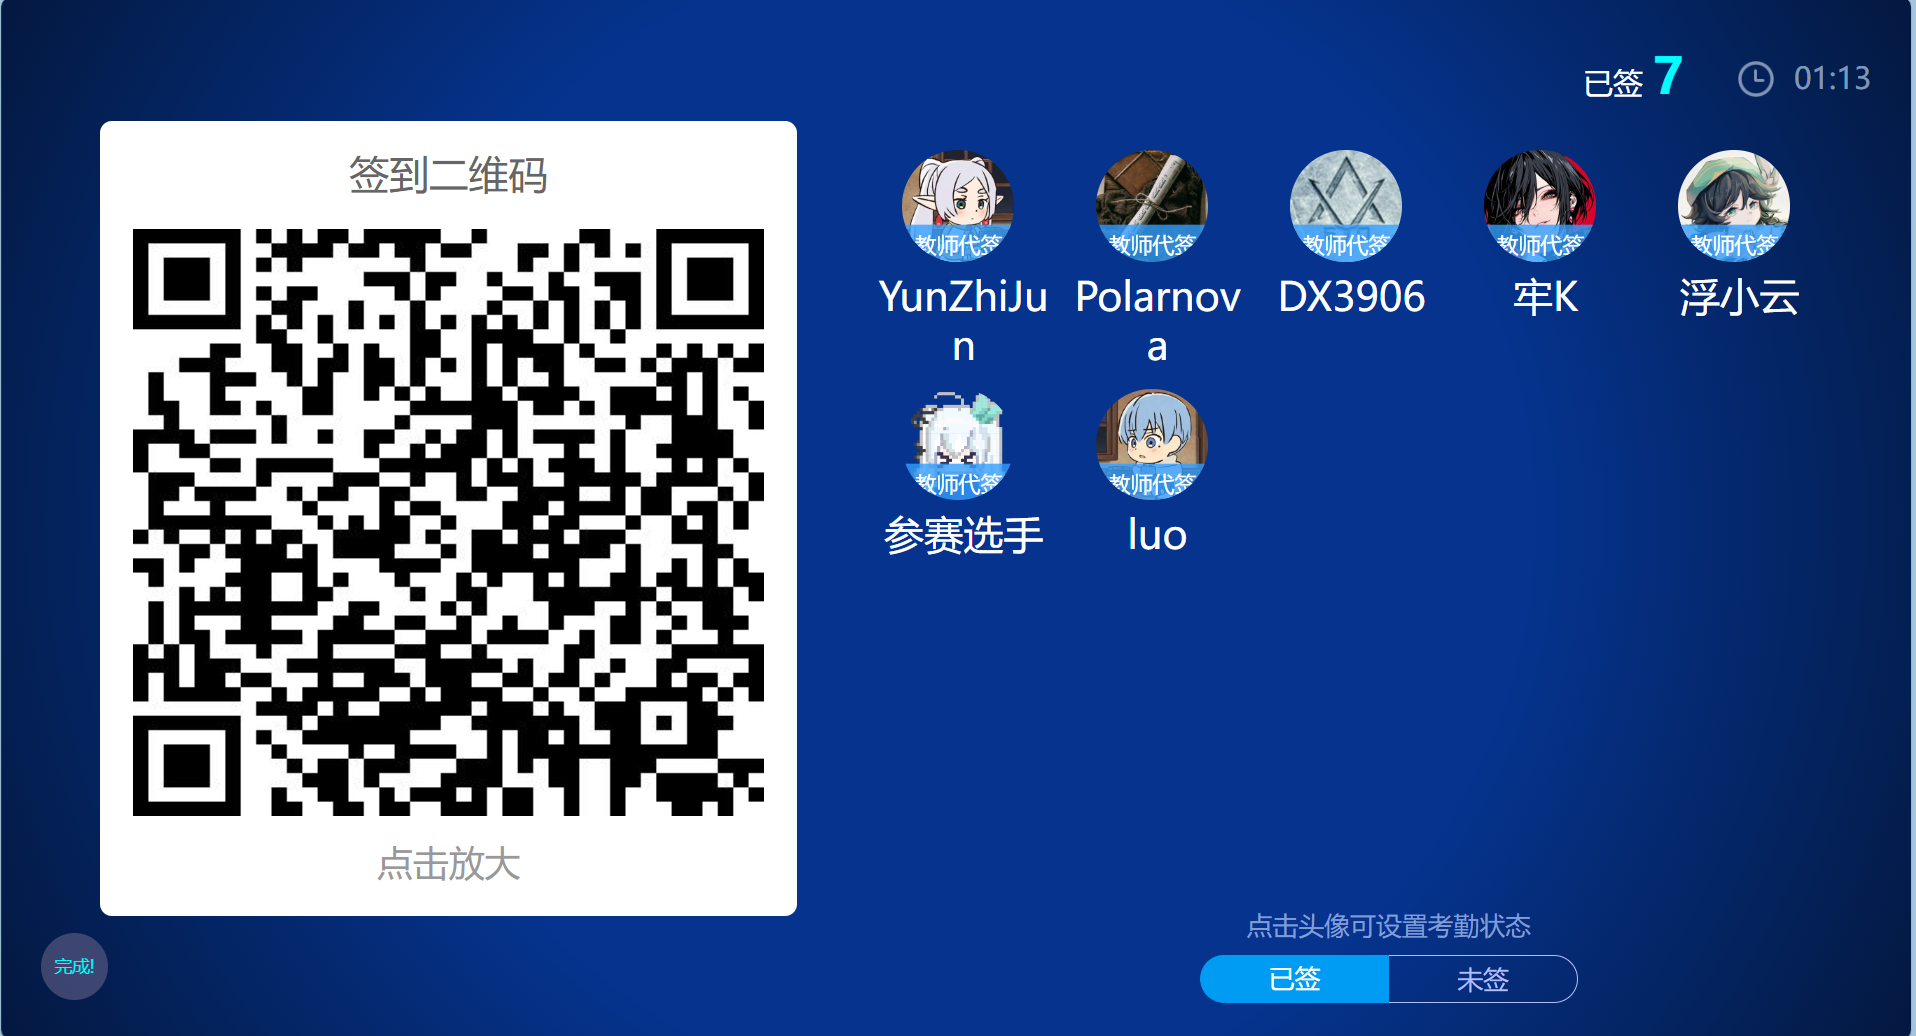 已签 7
01:13
签到二维码
教师代签
教师代签
教师代签
教师代签
教师代签
YunZhiJu
n
Polarnov
a
DX3906
牢K
浮小云
教师代签
教师代签
参赛选手
luo
点击放大
点击头像可设置考勤状态
完成!
已签
未签